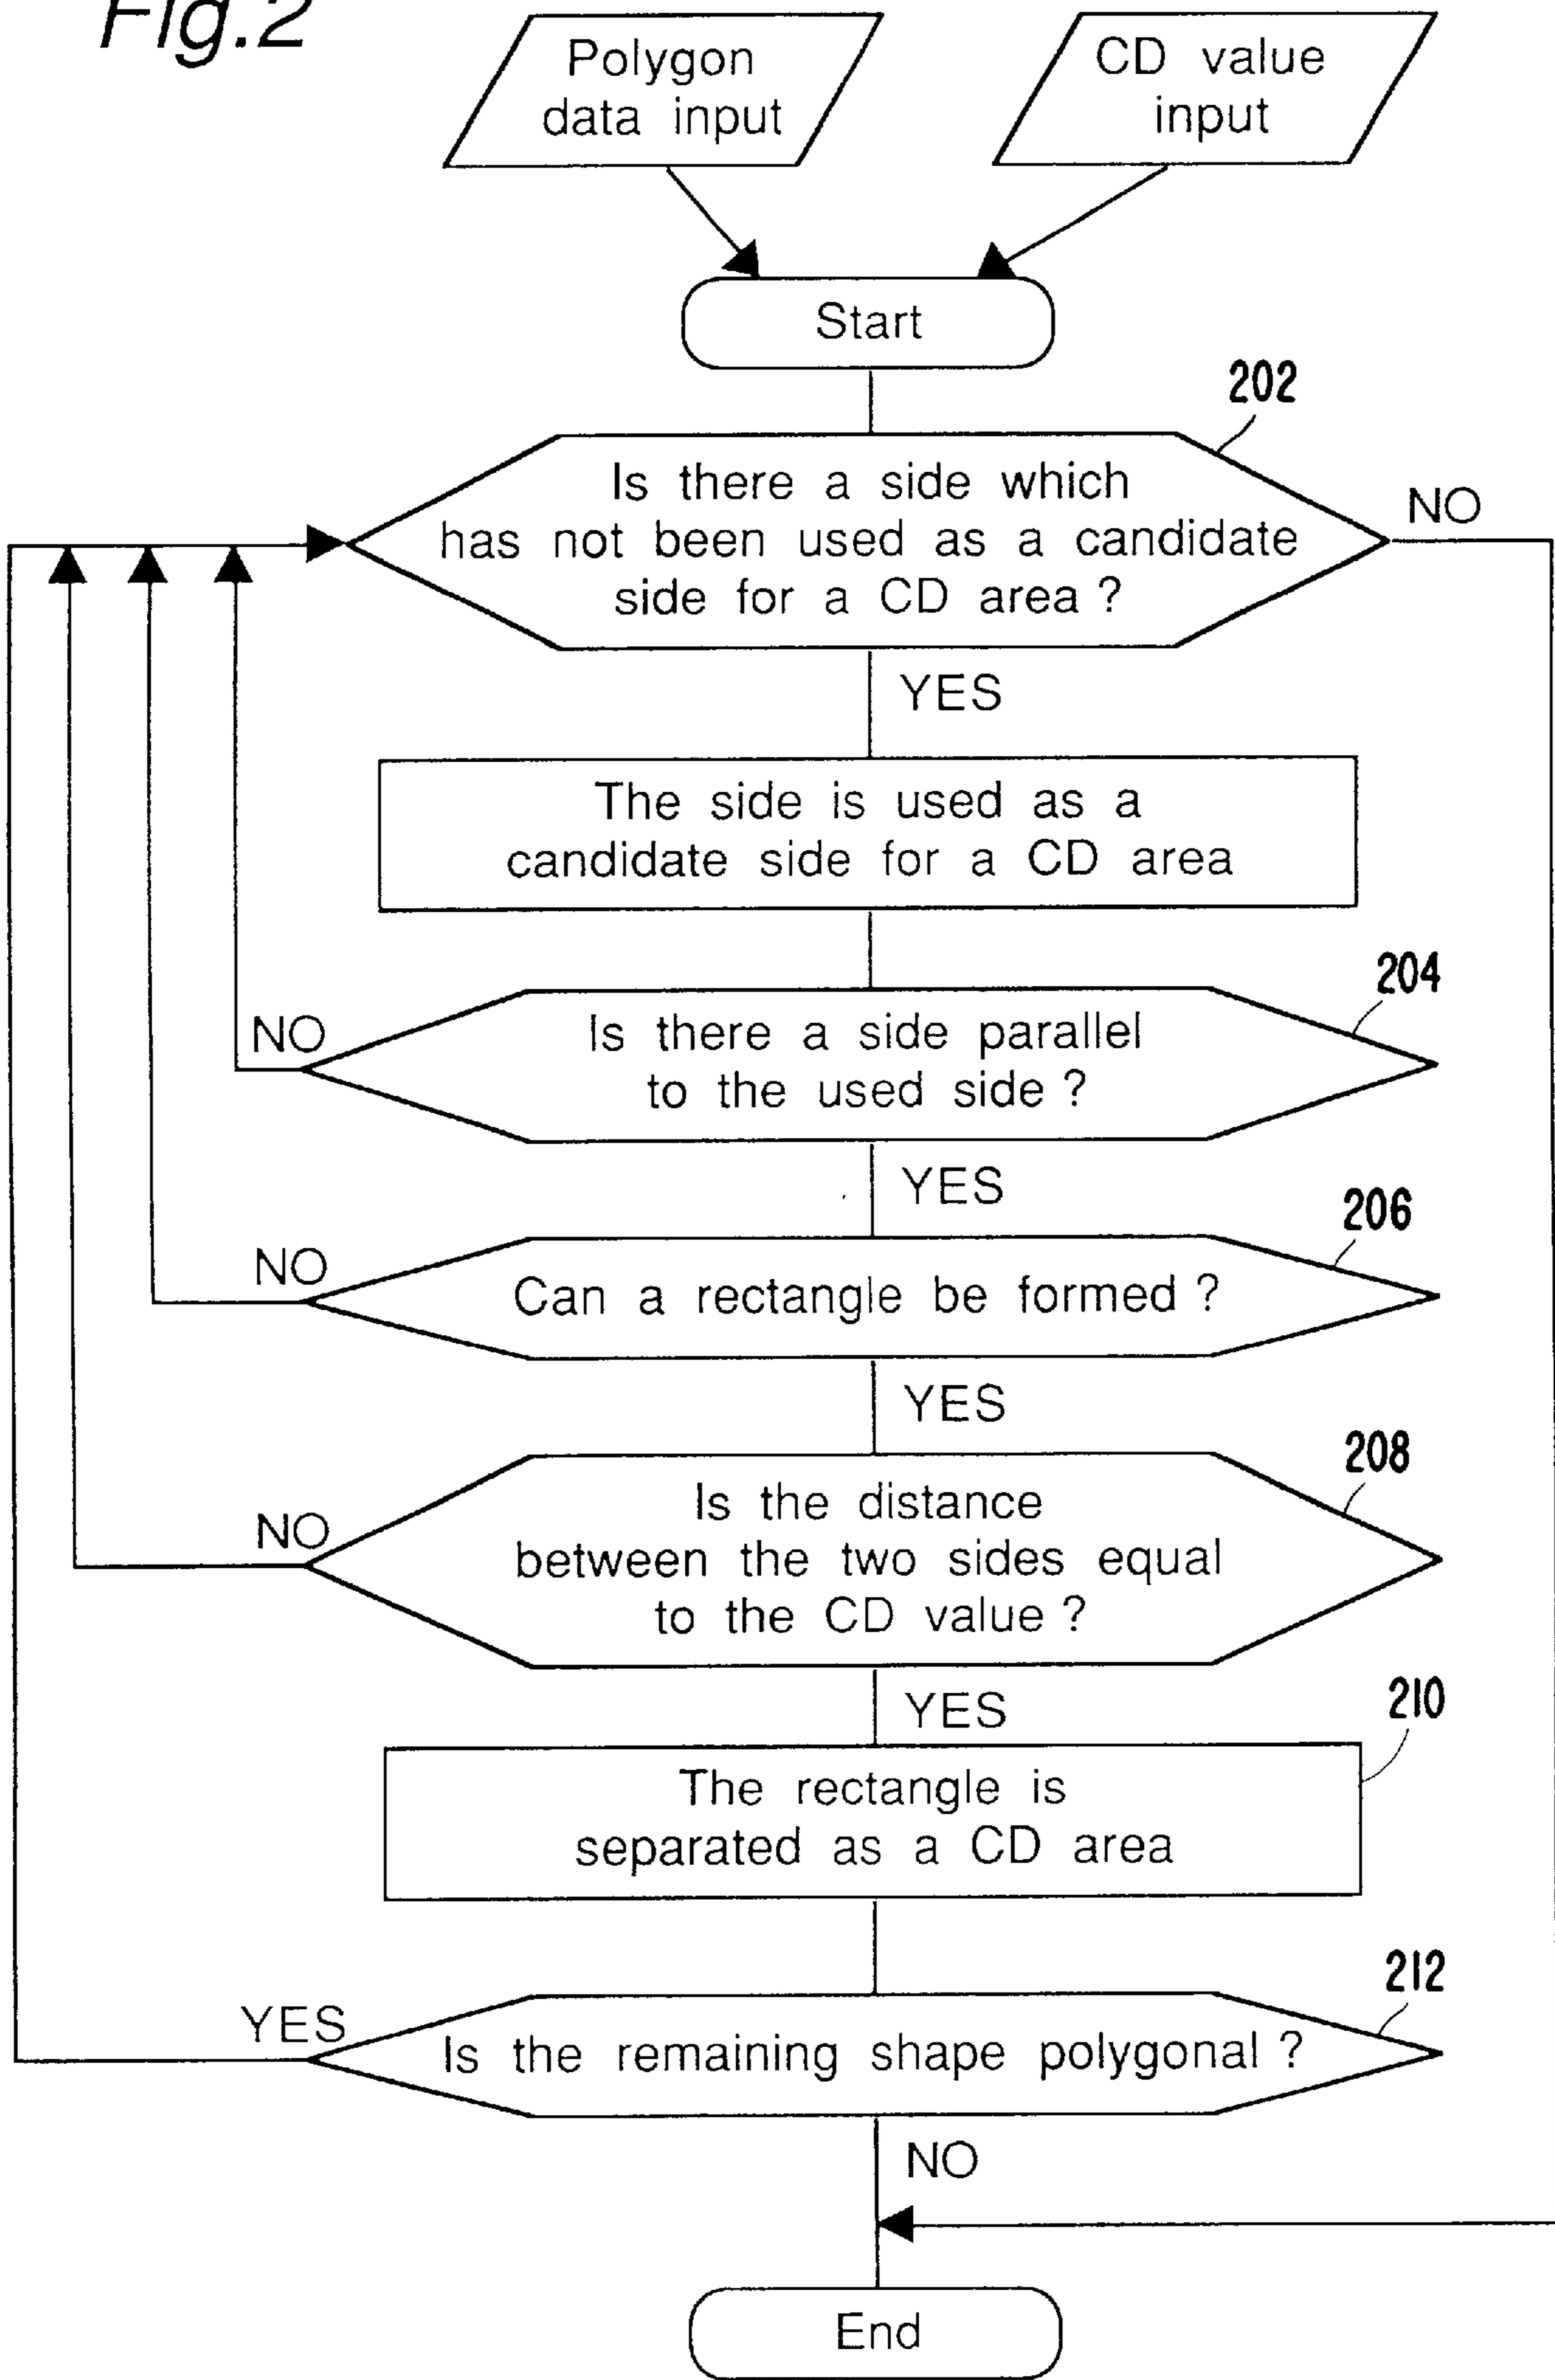 Fig.2
Polygon
data input
CD value
input
Start
202
Is there a side which
has not been used as a candidate
side for a CD area ?
NO
YES
The side is used as a
candidate side for a CD area
204
Is there a side parallel
to the used side ?
NO
YES
206
Can a rectangle be formed ?
NO
YES
208
Is the distance
between the two sides equal
to the CD value ?
NO
YES
210
The rectangle is
separated as a CD area
212
Is the remaining shape polygonal ?
YES
NO
End